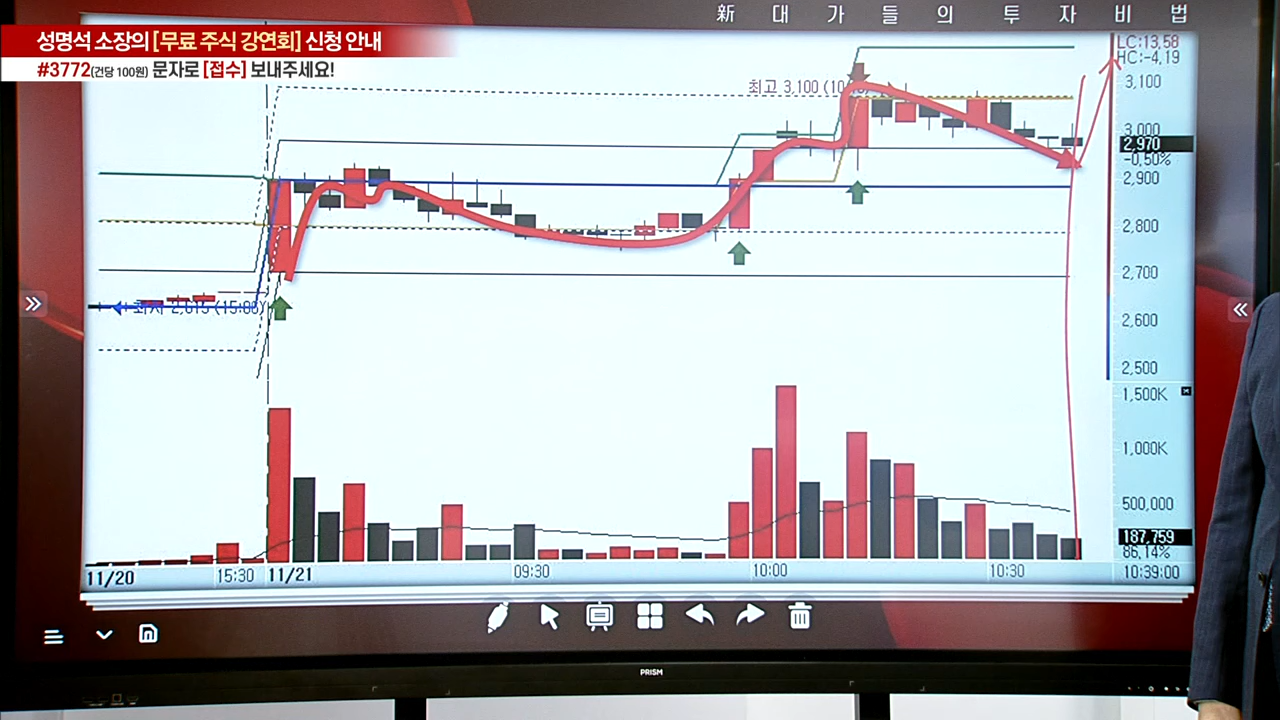 新 대 가 들 의 투 자 비 법
성명석 소장의 [무료 주식 강연회] 신청 안내
#3772(건당 100원) 문자로 [접수] 보내주세요!
LC:13,58
HC:-4,19
최고 3,100
3,100
3,000
2,970
-0,50%
2,900
2,800
2,700
2,615 (15:00)
2,600
2,500
1,500K
1,000K
500,000
187,759
86,14%
11/20 15:30 11/21 09:30 10:00 10:30 10:39:00
PRISM